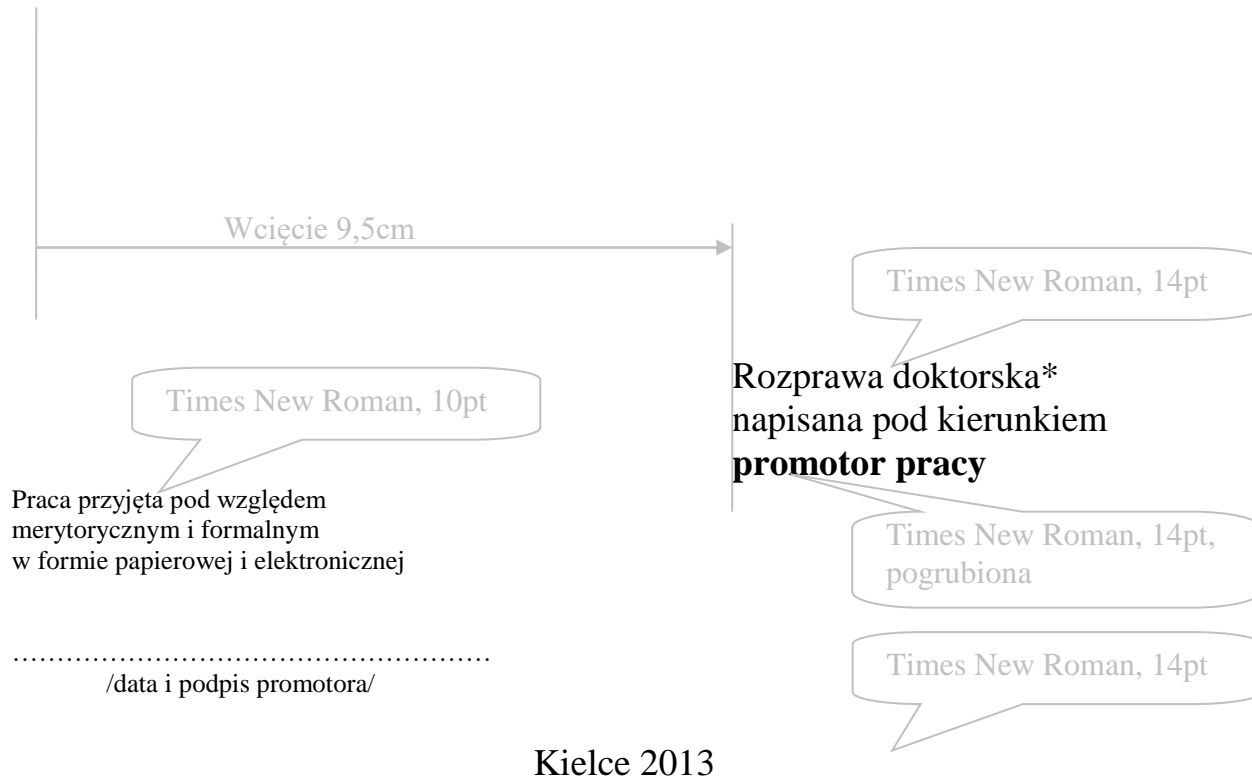 Wcięcie 9,5cm
Times New Roman, 14pt
Rozprawa doktorska*
napisana pod kierunkiem
promotor pracy
Times New Roman, 10pt
Praca przyjęta pod względem
merytorycznym i formalnym
w formie papierowej i elektronicznej
Times New Roman, 14pt,
pogrubiona
………………………………………………
/data i podpis promotora/
Times New Roman, 14pt
Kielce 2013